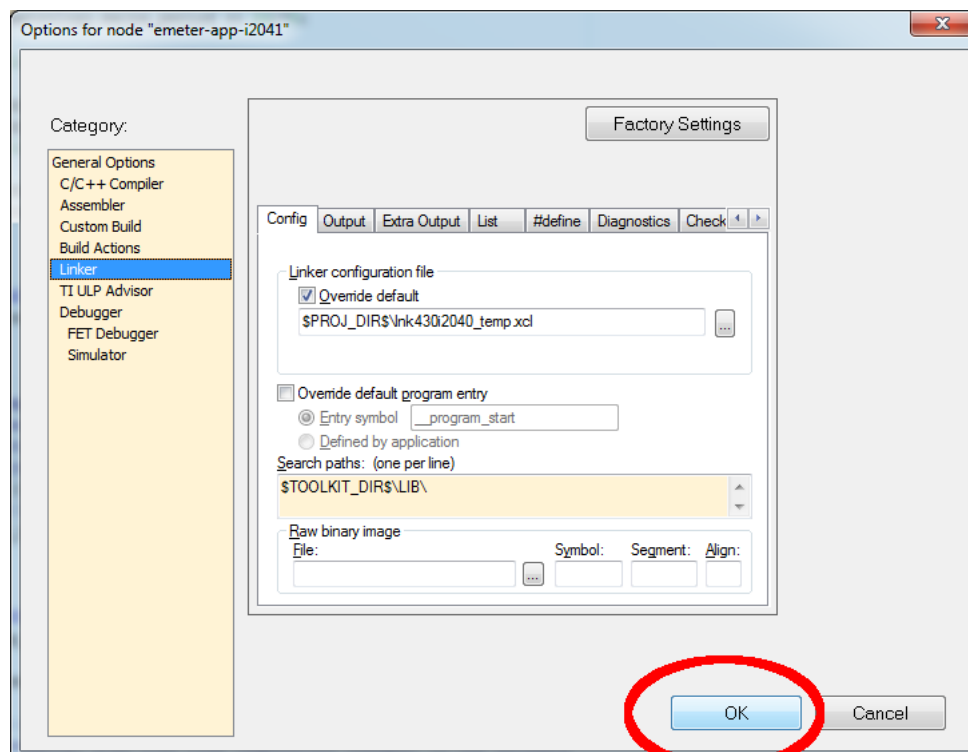 Options for node "emeter-app-i2041"
Category:
Factory Settings
General Options
C/C++ Compiler
Assembler
Custom Build
Build Actions
Linker
TI ULP Advisor
Debugger
FET Debugger
Simulator
Config Output Extra Output List #define Diagnostics Check
Linker configuration file
Override default
$PROJ_DIR$\lnk430i2040_temp.xcl
...
Override default program entry
Entry symbol __program_start
Defined by application
Search paths: (one per line)
$TOOLKIT_DIR$\LIB\
Raw binary image
File: Symbol: Segment: Align:
...
OK Cancel